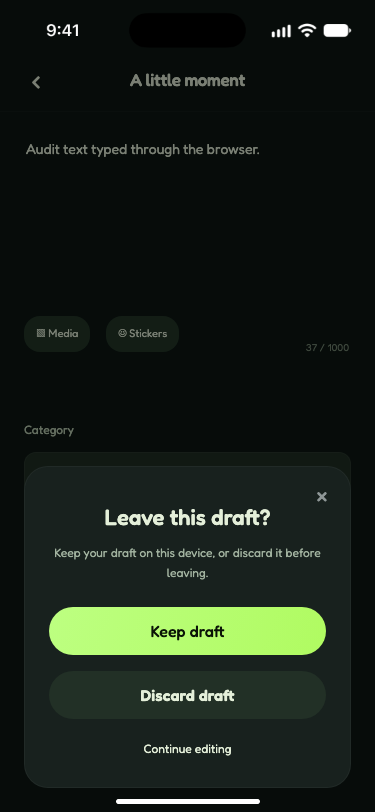 9:41
A little moment
Audit text typed through the browser.
Media
Stickers
37 / 1000
Category
Leave this draft?
Keep your draft on this device, or discard it before
leaving.
Keep draft
Discard draft
Continue editing